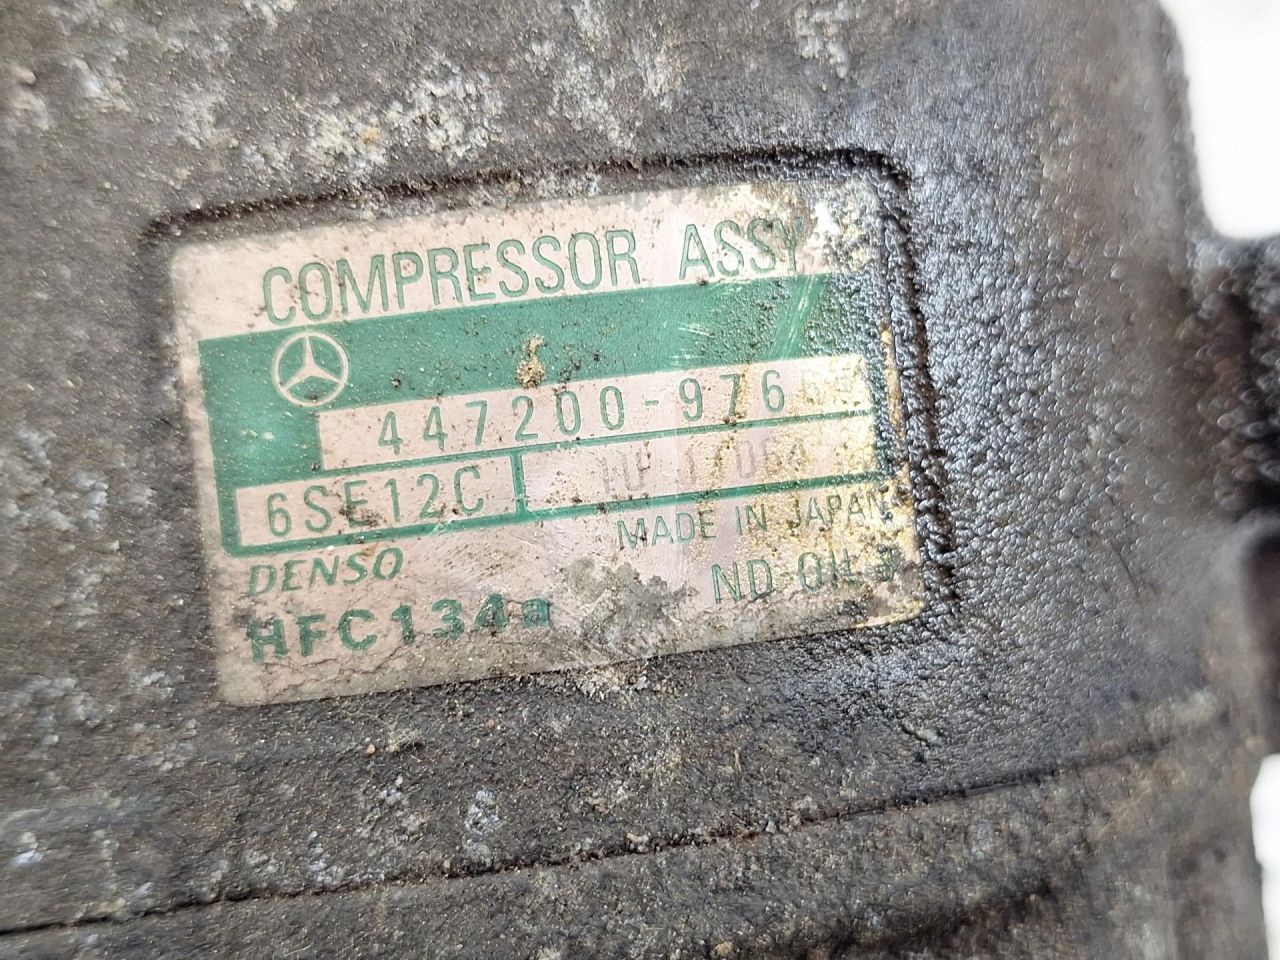 COMPRESSOR ASSY
447200-976
6SE12C
MADE IN JAPAN
DENSO
ND-OIL
HFC134a